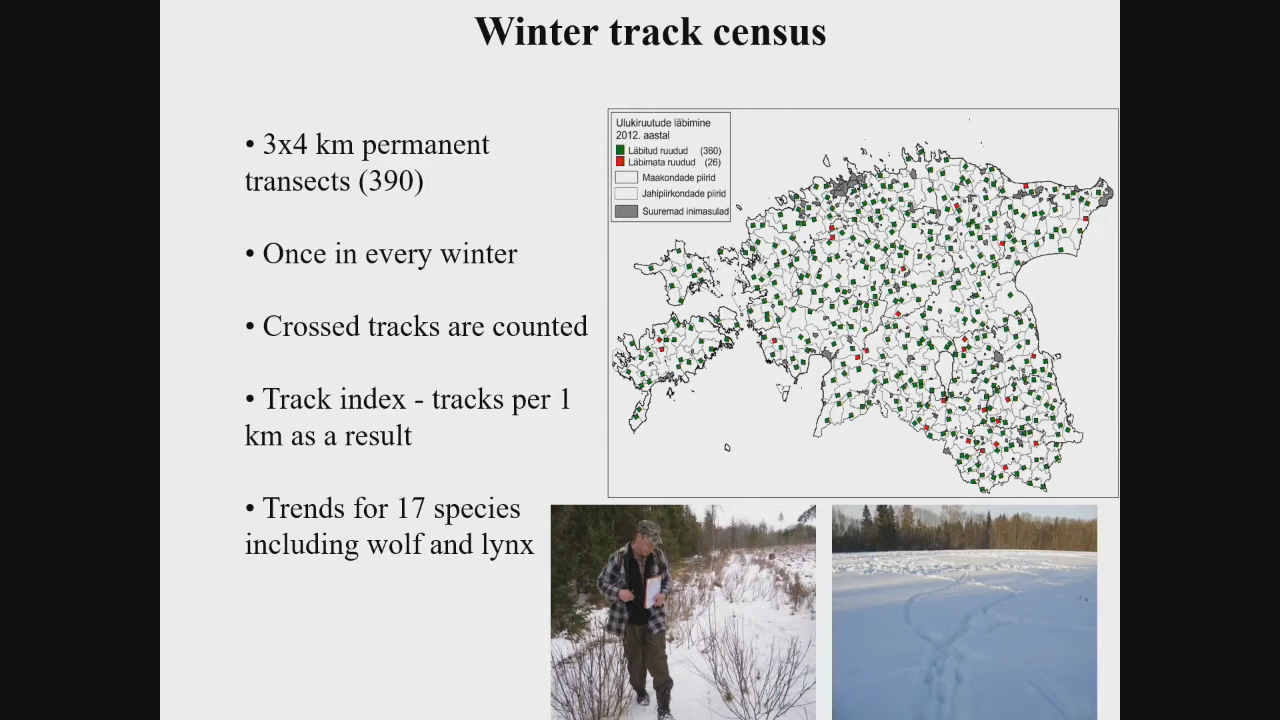 Winter track census
• 3x4 km permanent
transects (390)
• Once in every winter
• Crossed tracks are counted
• Track index - tracks per 1
km as a result
• Trends for 17 species
including wolf and lynx
Ulukiruutude läbimine
2012. aastal
Läbitud ruudud (360)
Läbimata ruudud (26)
Maakondade piirid
Jahipiirkondade piirid
Suuremad inimasulad